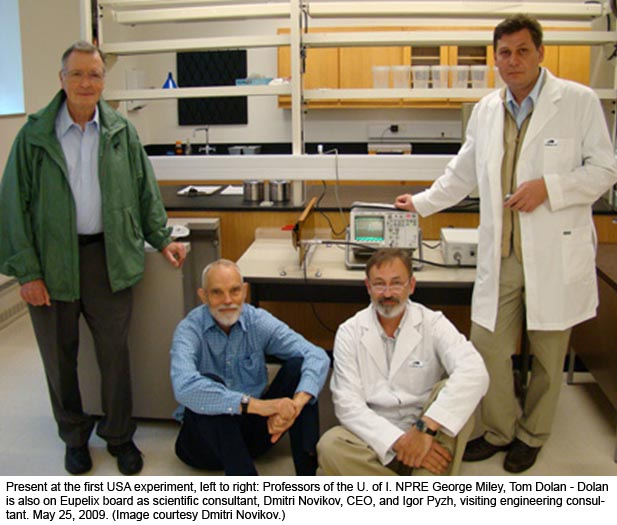 Present at the first USA experiment, left to right: Professors of the U. of I. NPRE George Miley, Tom Dolan - Dolan
is also on Eupelix board as scientific consultant, Dmitri Novikov, CEO, and Igor Pyzh, visiting engineering consul-
tant. May 25, 2009. (Image courtesy Dmitri Novikov.)